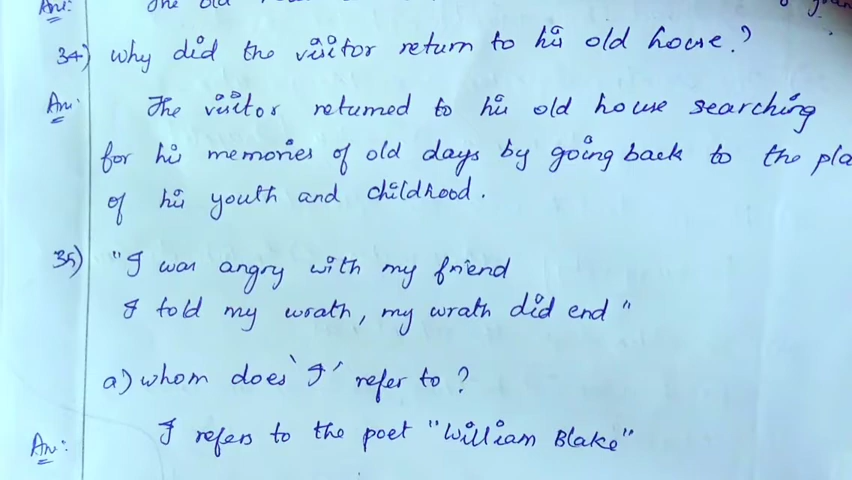 Ans: The old
34) Why did the visitor return to his old house?
Ans: The visitor returned to his old house searching
for his memories of old days by going back to the pla
of his youth and childhood.
35) "I was angry with my friend
I told my wrath, my wrath did end"
a) whom does 'I' refer to?
Ans: I refers to the poet "William Blake"